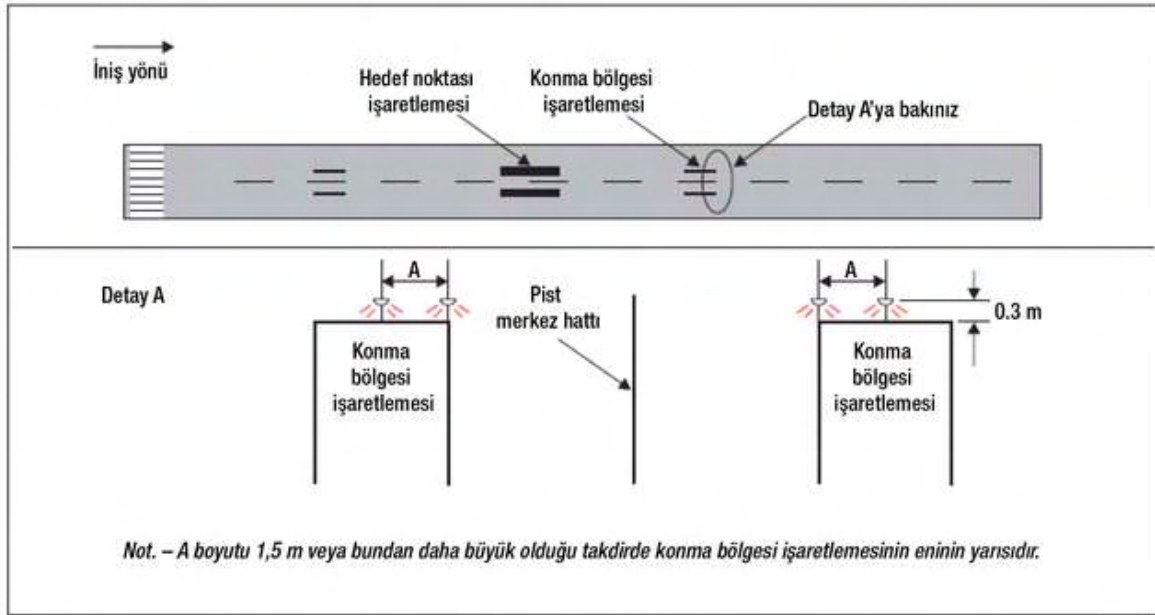 İniş yönü
Hedef noktası
işaretlemesi
Konma bölgesi
işaretlemesi
Detay A'ya bakınız
Detay A
A
Pist
merkez hattı
A
0.3 m
Konma
bölgesi
işaretlemesi
Konma
bölgesi
işaretlemesi
Not. – A boyutu 1,5 m veya bundan daha büyük olduğu takdirde konma bölgesi işaretlemesinin eninin yarısıdır.